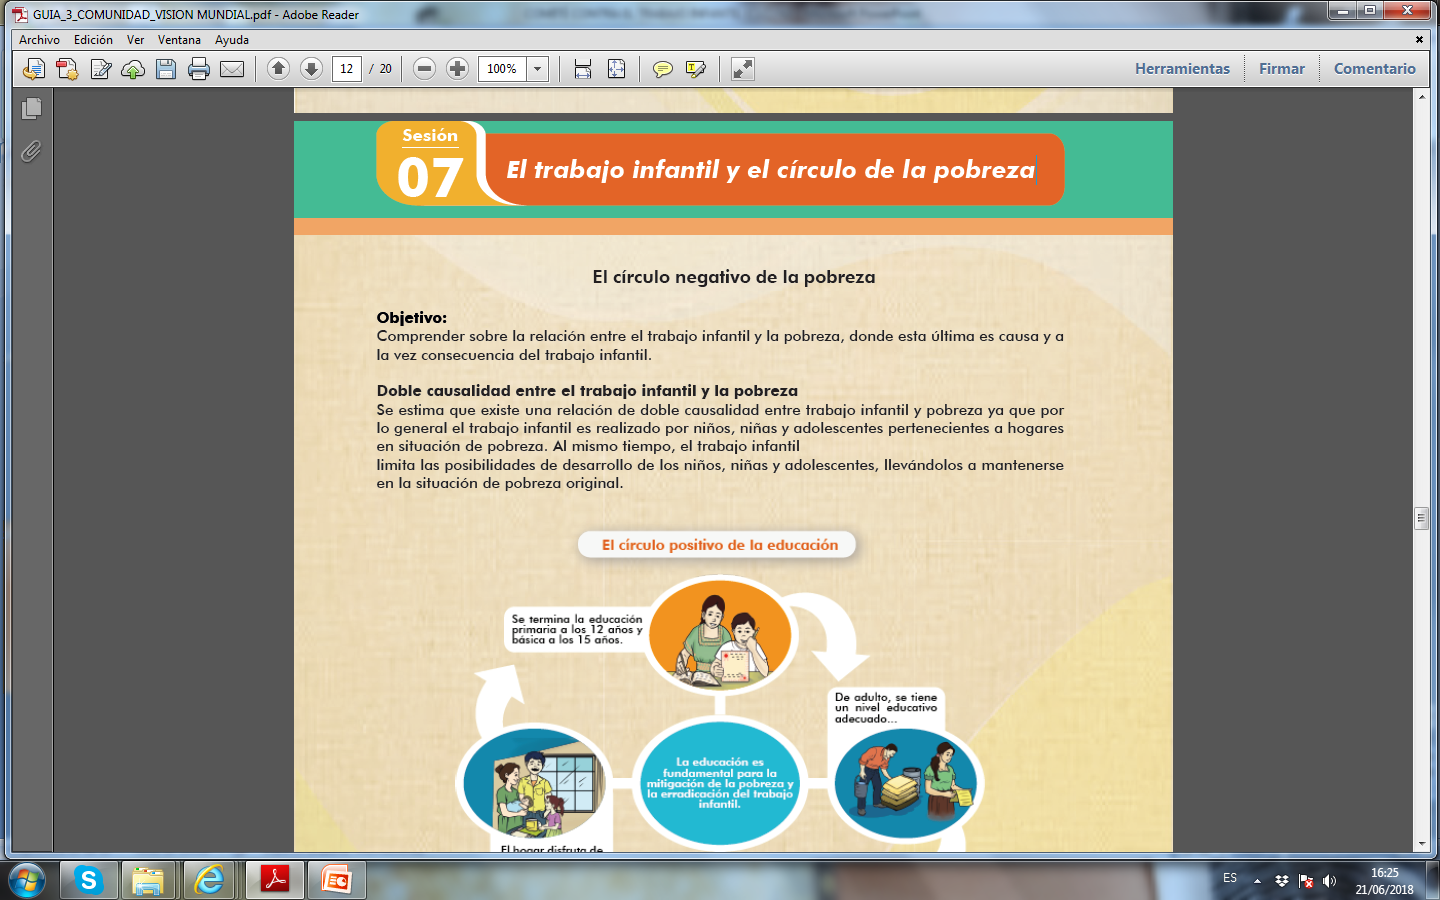 GUIA_3_COMUNIDAD_VISION MUNDIAL.pdf - Adobe Reader
Archivo Edición Ver Ventana Ayuda
12 / 20 100% Herramientas Firmar Comentario
Sesión
07
El trabajo infantil y el círculo de la pobreza
El círculo negativo de la pobreza
Objetivo:
Comprender sobre la relación entre el trabajo infantil y la pobreza, donde esta última es causa y a
la vez consecuencia del trabajo infantil.
Doble causalidad entre el trabajo infantil y la pobreza
Se estima que existe una relación de doble causalidad entre trabajo infantil y pobreza ya que por
lo general el trabajo infantil es realizado por niños, niñas y adolescentes pertenecientes a hogares
en situación de pobreza. Al mismo tiempo, el trabajo infantil
limita las posibilidades de desarrollo de los niños, niñas y adolescentes, llevándolos a mantenerse
en la situación de pobreza original.
El círculo positivo de la educación
Se termina la educación
primaria a los 12 años y
básica a los 15 años.
De adulto, se tiene
un nivel educativo
adecuado...
La educación es
fundamental para la
mitigación de la pobreza y
la erradicación del trabajo
infantil.
El hogar disfruta de
ES
16:25
21/06/2018